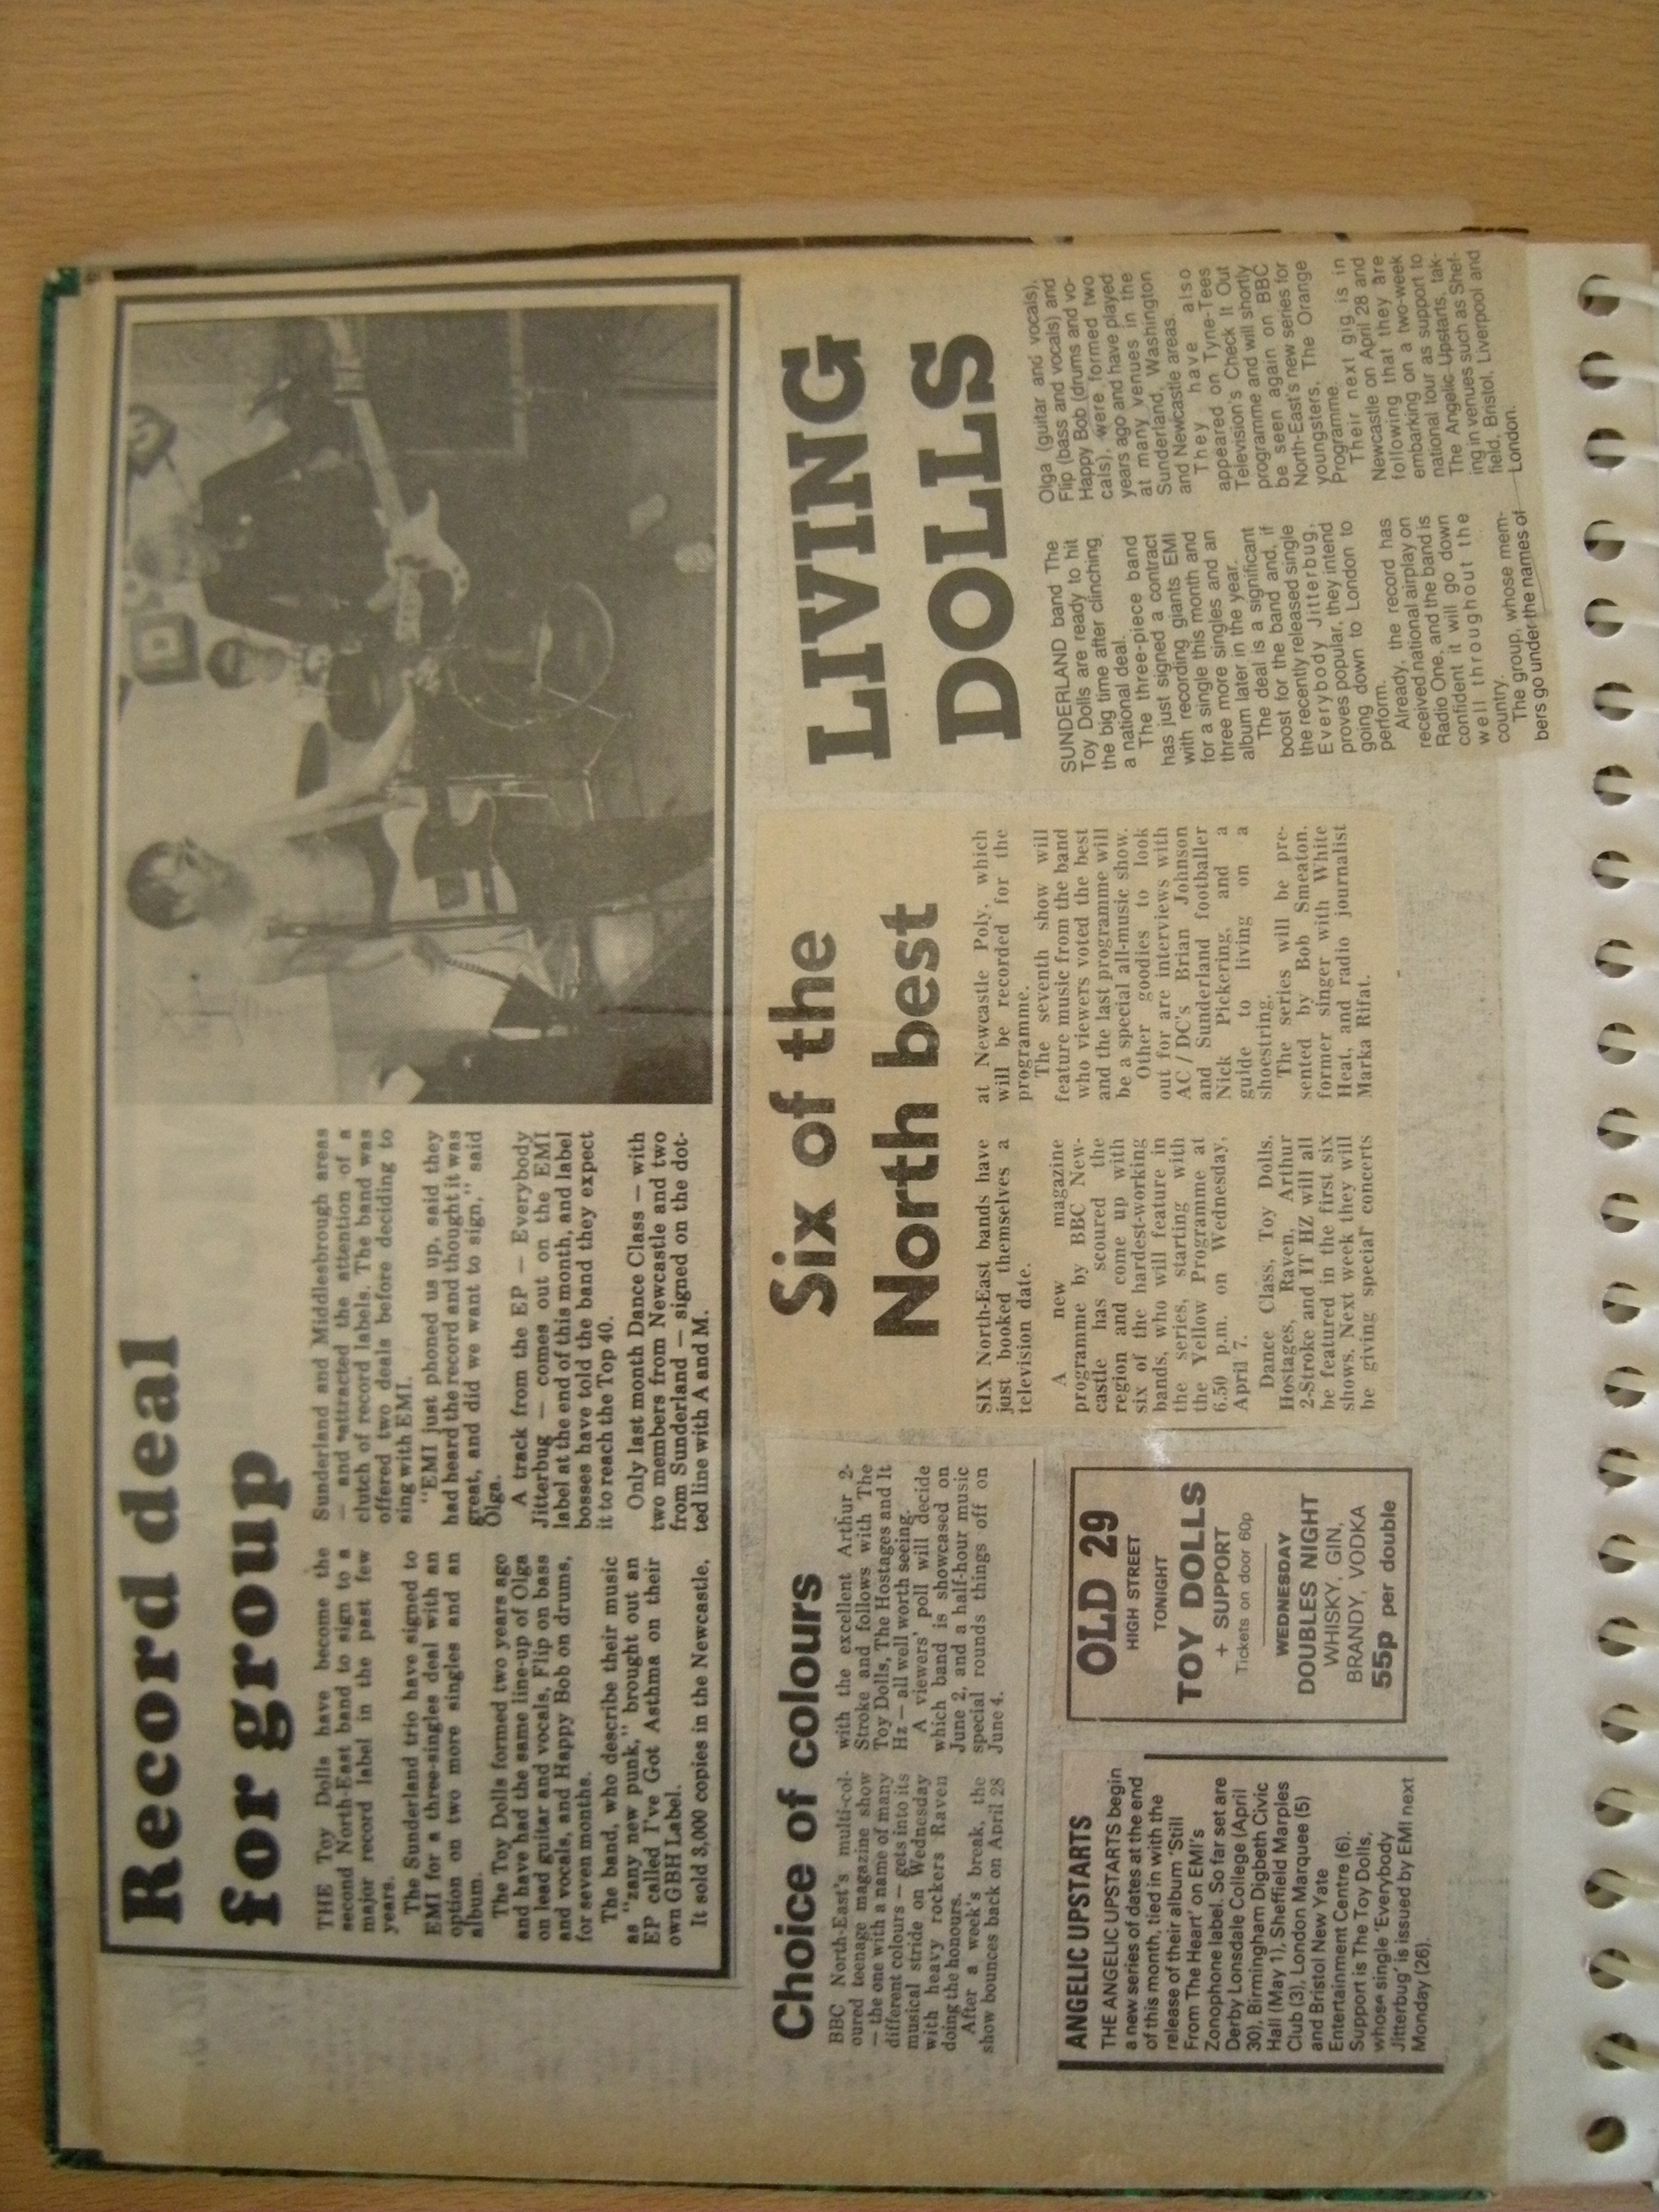 Record deal
for group
THE Toy Dolls have become the
second North-East band to sign to a
major record label in the past few
years.
The Sunderland trio have signed to
EMI for a three-singles deal with an
option on two more singles and an
album.
The Toy Dolls formed two years ago
and have had the same line-up of Olga
on lead guitar and vocals, Flip on bass
and vocals, and Happy Bob on drums,
for seven months.
The band, who describe their music
as "zany new punk," brought out an
EP called I've Got Asthma on their
own GBH Label.
It sold 3,000 copies in the Newcastle,
Sunderland and Middlesbrough areas
— and attracted the attention of a
clutch of record labels. The band was
offered two deals before deciding to
sing with EMI.
"EMI just phoned us up, said they
had heard the record and thought it was
great, and did we want to sign," said
Olga.
A track from the EP — Everybody
Jitterbug — comes out on the EMI
label at the end of this month, and label
bosses have told the band they expect
it to reach the Top 40.
Only last month Dance Class — with
two members from Newcastle and two
from Sunderland — signed on the dot-
ted line with A and M.
Choice of colours
BBC North-East's multi-col-
oured teenage magazine show
— the one with a name of many
different colours — gets into its
musical stride on Wednesday
with heavy rockers Raven
doing the honours.
After a week's break, the
show bounces back on April 28
with the excellent Arthur 2-
Stroke and follows with The
Toy Dolls, The Hostages and It
Hz — all well worth seeing.
A viewers' poll will decide
which band is showcased on
June 2, and a half-hour music
special rounds things off on
June 4.
Six of the
North best
SIX North-East bands have
just booked themselves a
television date.
A new magazine
programme by BBC New-
castle has scoured the
region and come up with
six of the hardest-working
bands, who will feature in
the series, starting with
the Yellow Programme at
6.50 p.m. on Wednesday,
April 7.
Dance Class, Toy Dolls,
Hostages, Raven, Arthur
2-Stroke and IT HZ will all
be featured in the first six
shows. Next week they will
be giving special concerts
at Newcastle Poly, which
will be recorded for the
programme.
The seventh show will
feature music from the band
who viewers voted the best
and the last programme will
be a special all-music show.
Other goodies to look
out for are interviews with
AC / DC's Brian Johnson
and Sunderland footballer
Nick Pickering, and a
guide to living on a
shoestring.
The series will be pre-
sented by Bob Smeaton,
former singer with White
Heat, and radio journalist
Marka Rifat.
LIVING
DOLLS
SUNDERLAND band The
Toy Dolls are ready to hit
the big time after clinching
a national deal.
The three-piece band
has just signed a contract
with recording giants EMI
for a single this month and
three more singles and an
album later in the year.
The deal is a significant
boost for the band and, if
the recently released single
Everybody Jitterbug,
proves popular, they intend
going down to London to
perform.
Already, the record has
received national airplay on
Radio One, and the band is
confident it will go down
well throughout the
country.
The group, whose mem-
bers go under the names of
Olga (guitar and vocals),
Flip (bass and vocals) and
Happy Bob (drums and vo-
cals), were formed two
years ago and have played
at many venues in the
Sunderland, Washington
and Newcastle areas.
They have also
appeared on Tyne-Tees
Television's Check It Out
programme and will shortly
be seen again on BBC
North-East's new series for
youngsters, The Orange
Programme.
Their next gig is in
Newcastle on April 28 and
following that they are
embarking on a two-week
national tour as support to
The Angelic Upstarts, tak-
ing in venues such as Shef-
field, Bristol, Liverpool and
London.
ANGELIC UPSTARTS
THE ANGELIC UPSTARTS begin
a new series of dates at the end
of this month, tied in with the
release of their album 'Still
From The Heart' on EMI's
Zonophone label. So far set are
Derby Lonsdale College (April
30), Birmingham Digbeth Civic
Hall (May 1), Sheffield Marples
Club (3), London Marquee (5)
and Bristol New Yate
Entertainment Centre (6).
Support is The Toy Dolls,
whose single 'Everybody
Jitterbug' is issued by EMI next
Monday (26).
OLD 29
HIGH STREET
TONIGHT
TOY DOLLS
+ SUPPORT
Tickets on door 60p
WEDNESDAY
DOUBLES NIGHT
WHISKY, GIN,
BRANDY, VODKA
55p per double